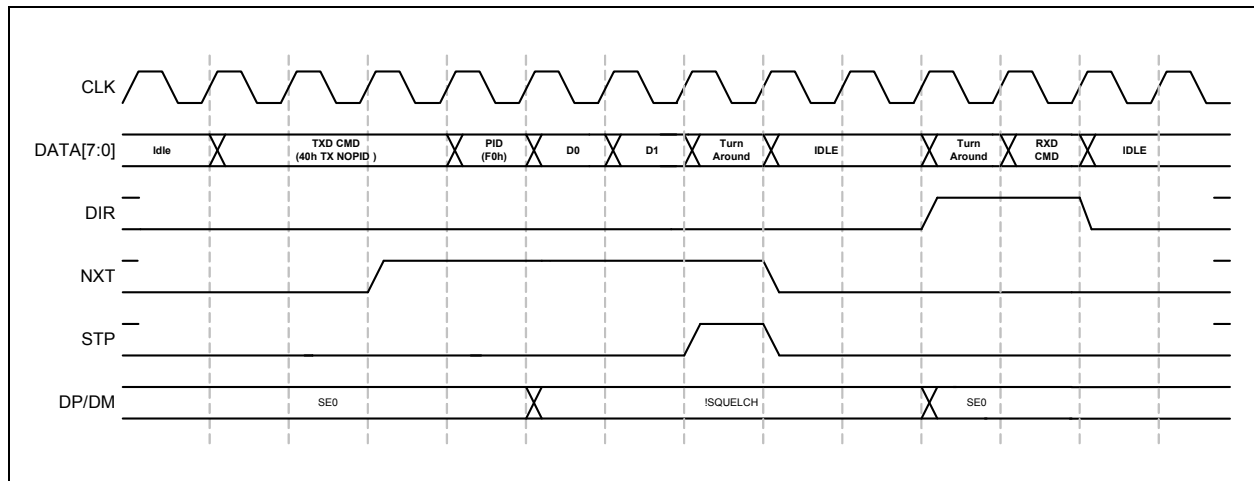 CLK
DATA[7:0]
Idle
TXD CMD
(40h TX NOPID )
PID
(F0h)
D0
D1
Turn
Around
IDLE
Turn
Around
RXD
CMD
IDLE
DIR
NXT
STP
DP/DM
SE0
!SQUELCH
SE0